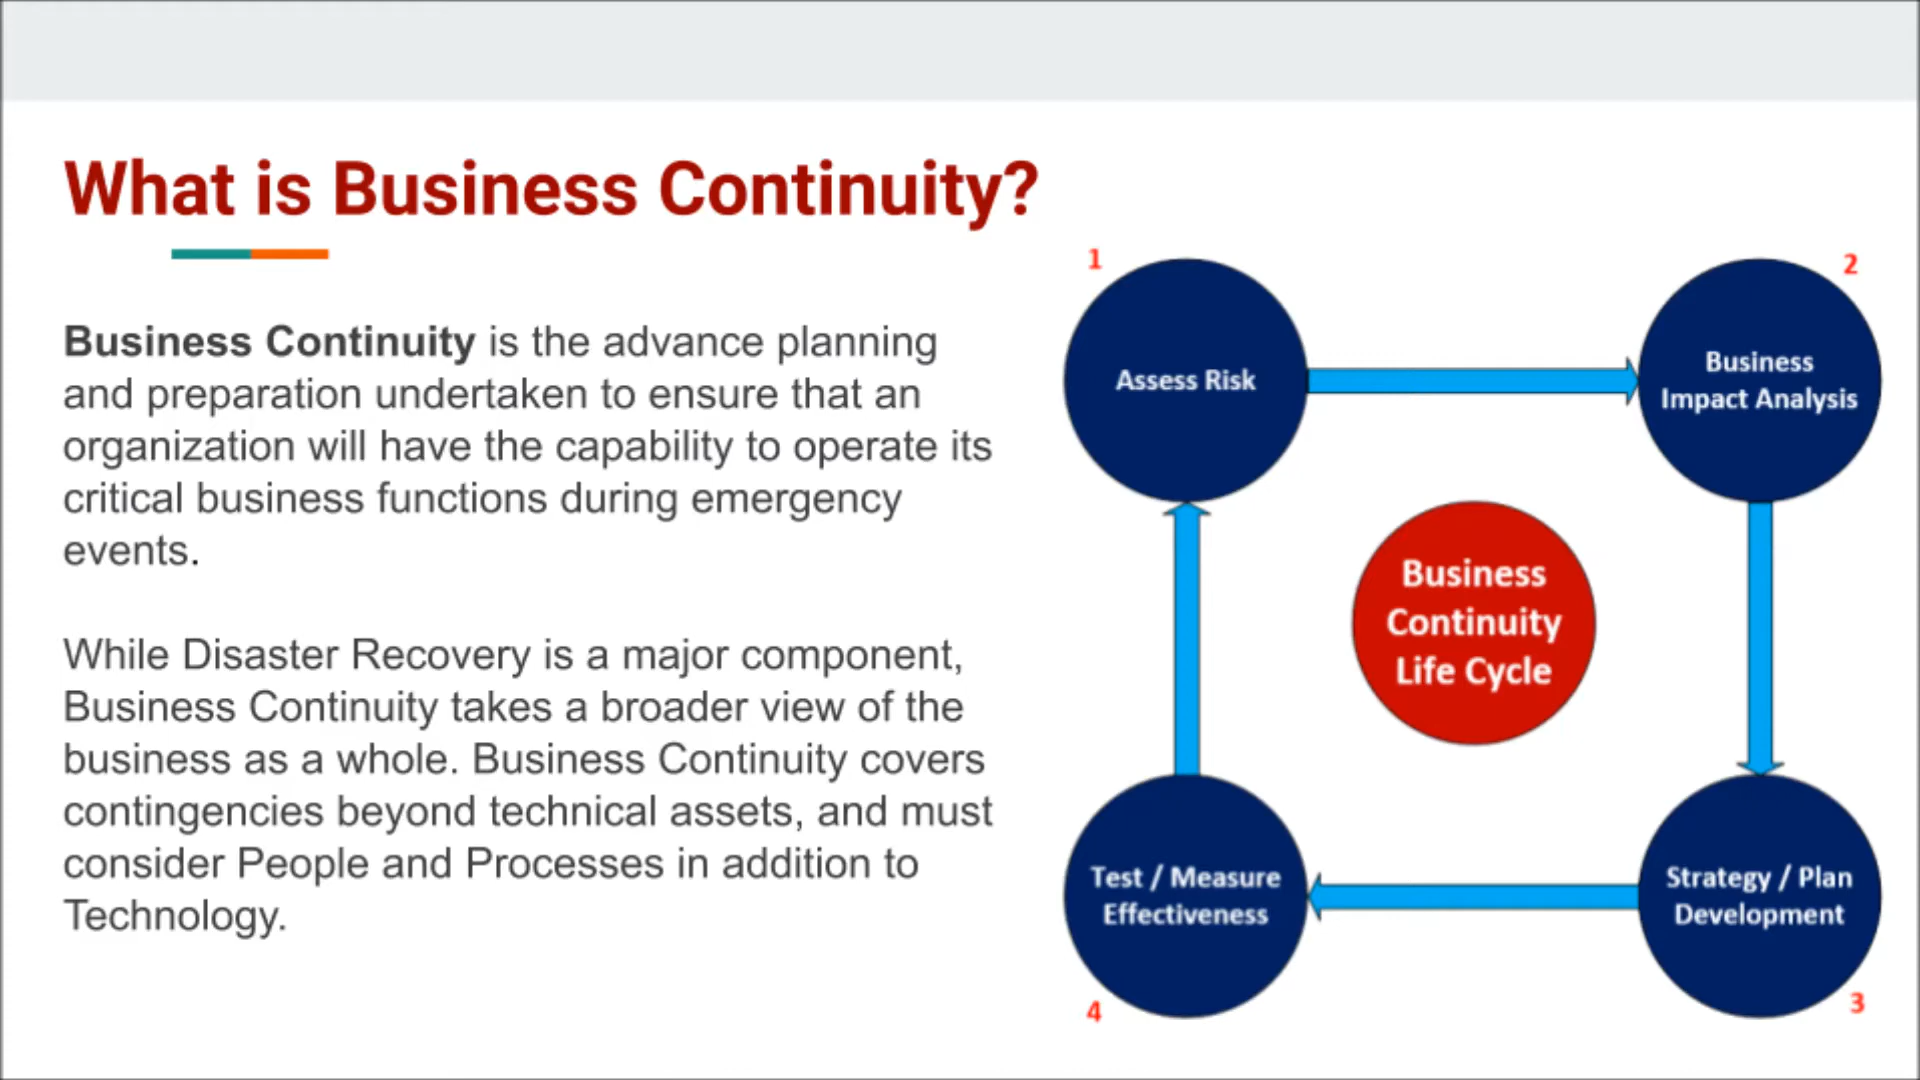 What is Business Continuity?
Business Continuity is the advance planning
and preparation undertaken to ensure that an
organization will have the capability to operate its
critical business functions during emergency
events.
While Disaster Recovery is a major component,
Business Continuity takes a broader view of the
business as a whole. Business Continuity covers
contingencies beyond technical assets, and must
consider People and Processes in addition to
Technology.
1
Assess Risk
2
Business
Impact Analysis
Business
Continuity
Life Cycle
Strategy / Plan
Development
3
Test / Measure
Effectiveness
4